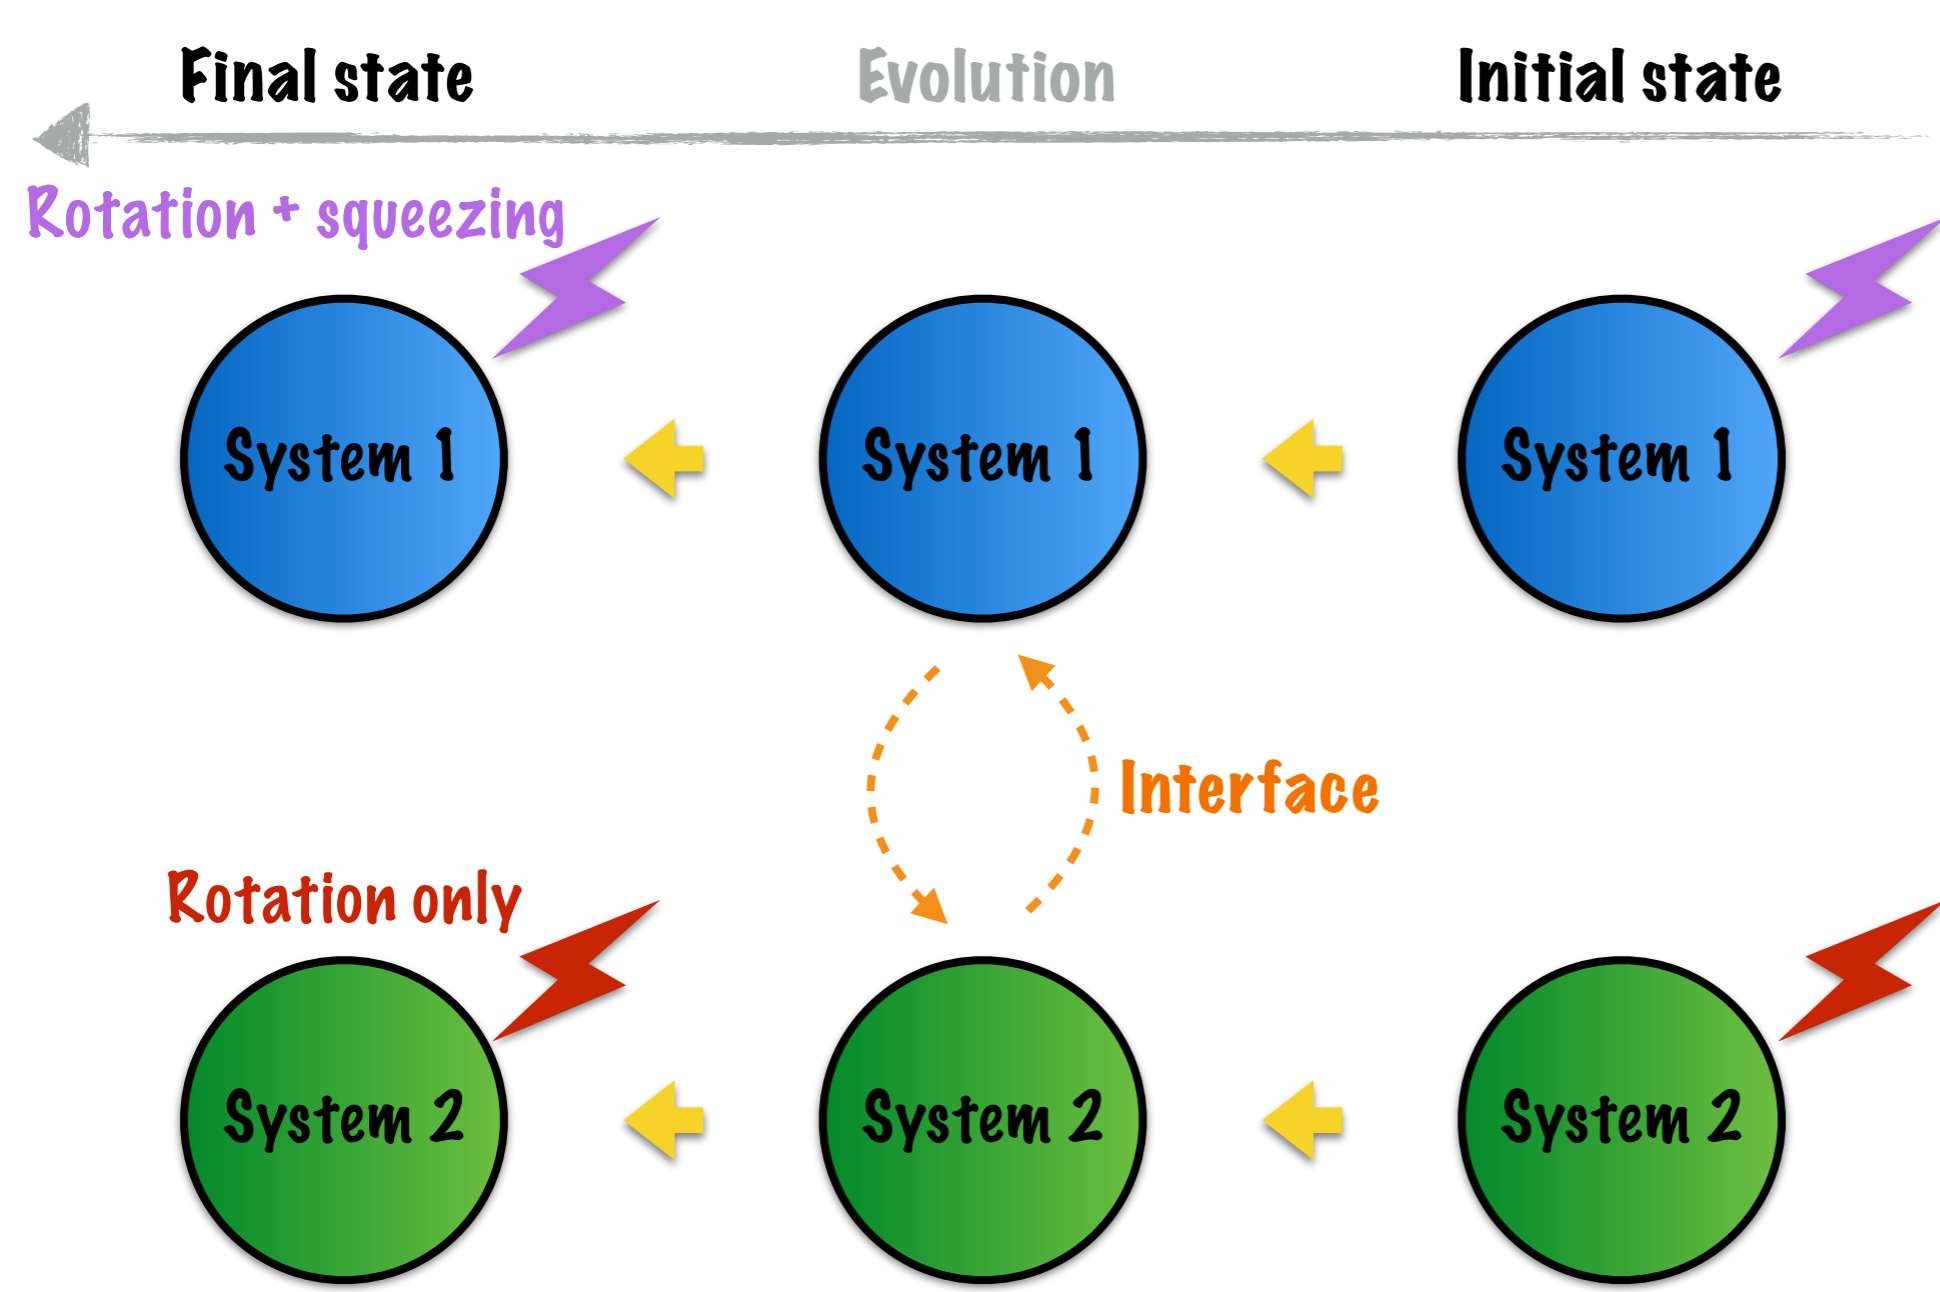 Final state
Evolution
Initial state
Rotation + squeezing
System 1
System 1
System 1
Interface
Rotation only
System 2
System 2
System 2